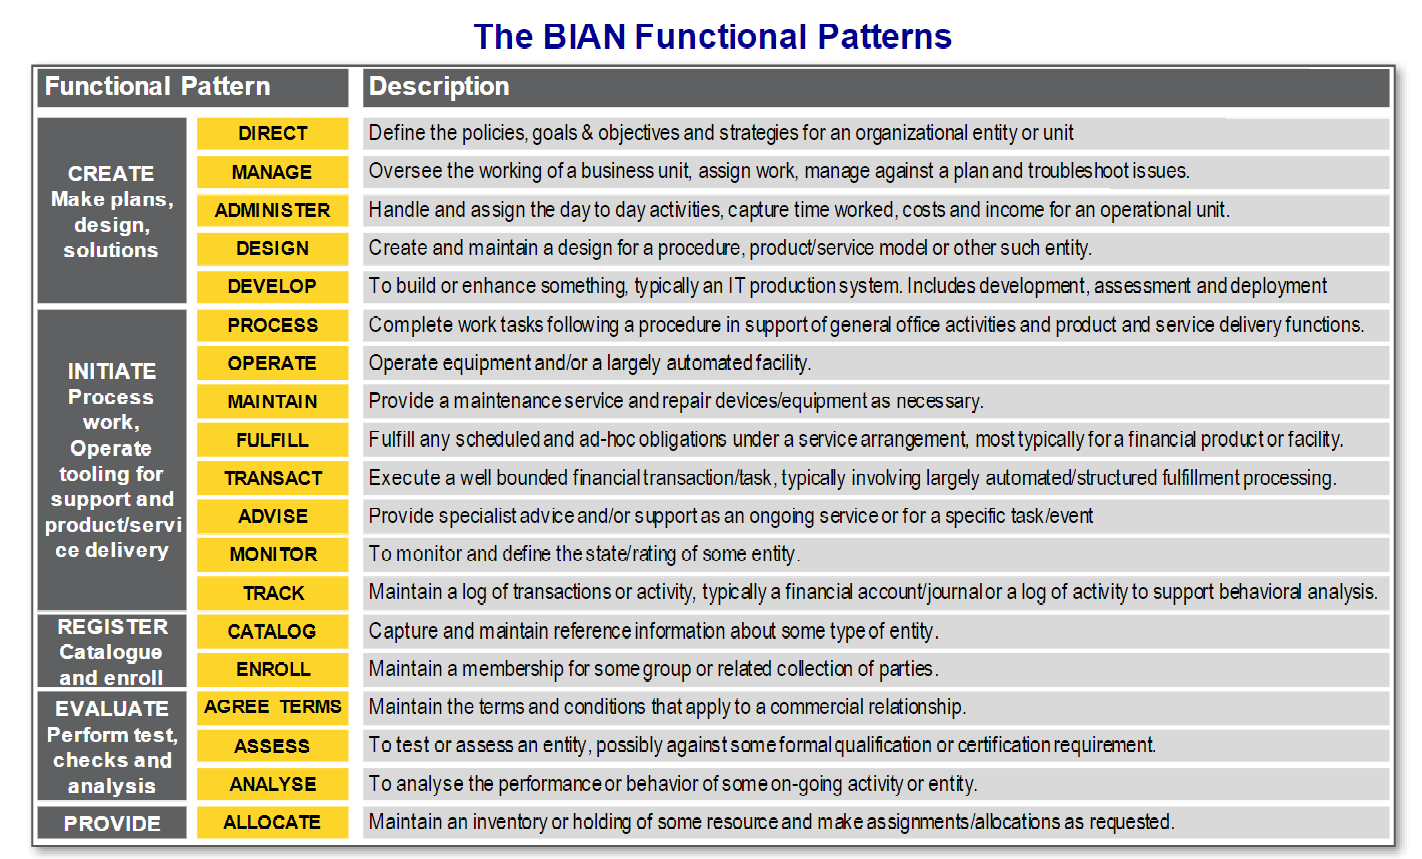 The BIAN Functional Patterns
Functional Pattern
Description
CREATE
Make plans,
design,
solutions
DIRECT
Define the policies, goals & objectives and strategies for an organizational entity or unit
MANAGE
Oversee the working of a business unit, assign work, manage against a plan and troubleshoot issues.
ADMINISTER
Handle and assign the day to day activities, capture time worked, costs and income for an operational unit.
DESIGN
Create and maintain a design for a procedure, product/service model or other such entity.
DEVELOP
To build or enhance something, typically an IT production system. Includes development, assessment and deployment
INITIATE
Process
work,
Operate
tooling for
support and
product/servi
ce delivery
PROCESS
Complete work tasks following a procedure in support of general office activities and product and service delivery functions.
OPERATE
Operate equipment and/or a largely automated facility.
MAINTAIN
Provide a maintenance service and repair devices/equipment as necessary.
FULFILL
Fulfill any scheduled and ad-hoc obligations under a service arrangement, most typically for a financial product or facility.
TRANSACT
Execute a well bounded financial transaction/task, typically involving largely automated/structured fulfillment processing.
ADVISE
Provide specialist advice and/or support as an ongoing service or for a specific task/event
MONITOR
To monitor and define the state/rating of some entity.
TRACK
Maintain a log of transactions or activity, typically a financial account/journal or a log of activity to support behavioral analysis.
REGISTER
Catalogue
and enroll
CATALOG
Capture and maintain reference information about some type of entity.
ENROLL
Maintain a membership for some group or related collection of parties.
EVALUATE
Perform test,
checks and
analysis
AGREE TERMS
Maintain the terms and conditions that apply to a commercial relationship.
ASSESS
To test or assess an entity, possibly against some formal qualification or certification requirement.
ANALYSE
To analyse the performance or behavior of some on-going activity or entity.
PROVIDE
ALLOCATE
Maintain an inventory or holding of some resource and make assignments/allocations as requested.